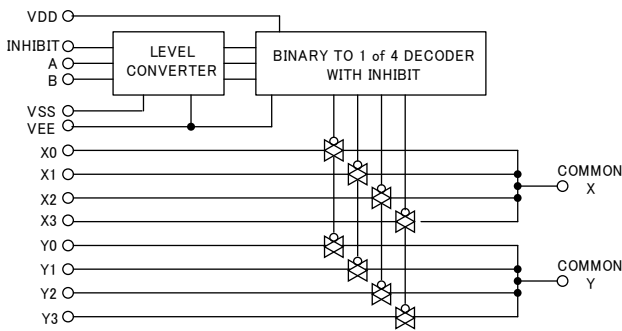 VDD
INHIBIT
A
B
LEVEL
CONVERTER
BINARY TO 1 of 4 DECODER
WITH INHIBIT
VSS
VEE
X0
X1
X2
X3
COMMON
X
Y0
Y1
Y2
Y3
COMMON
Y